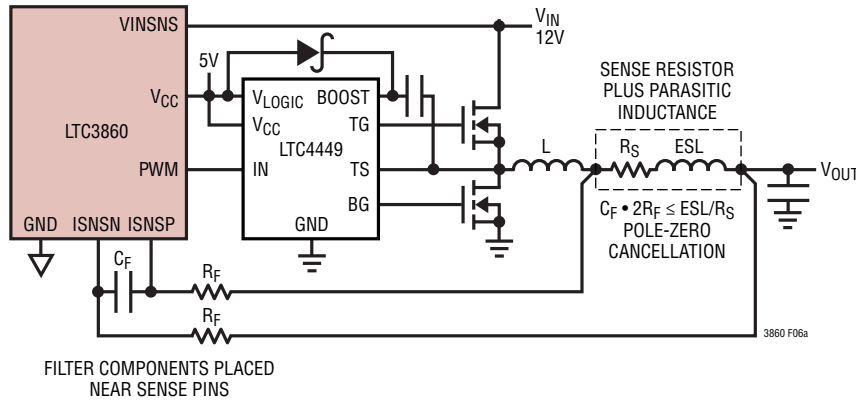 VINSNS
VIN
12V
5V
VCC
LTC3860
VLOGIC
BOOST
VCC
TG
LTC4449
PWM
IN
TS
BG
GND
SENSE RESISTOR
PLUS PARASITIC
INDUCTANCE
L
RS
ESL
VOUT
CF • 2RF ≤ ESL/RS
POLE-ZERO
CANCELLATION
GND
ISNSN
ISNSP
CF
RF
RF
3860 F06a
FILTER COMPONENTS PLACED
NEAR SENSE PINS